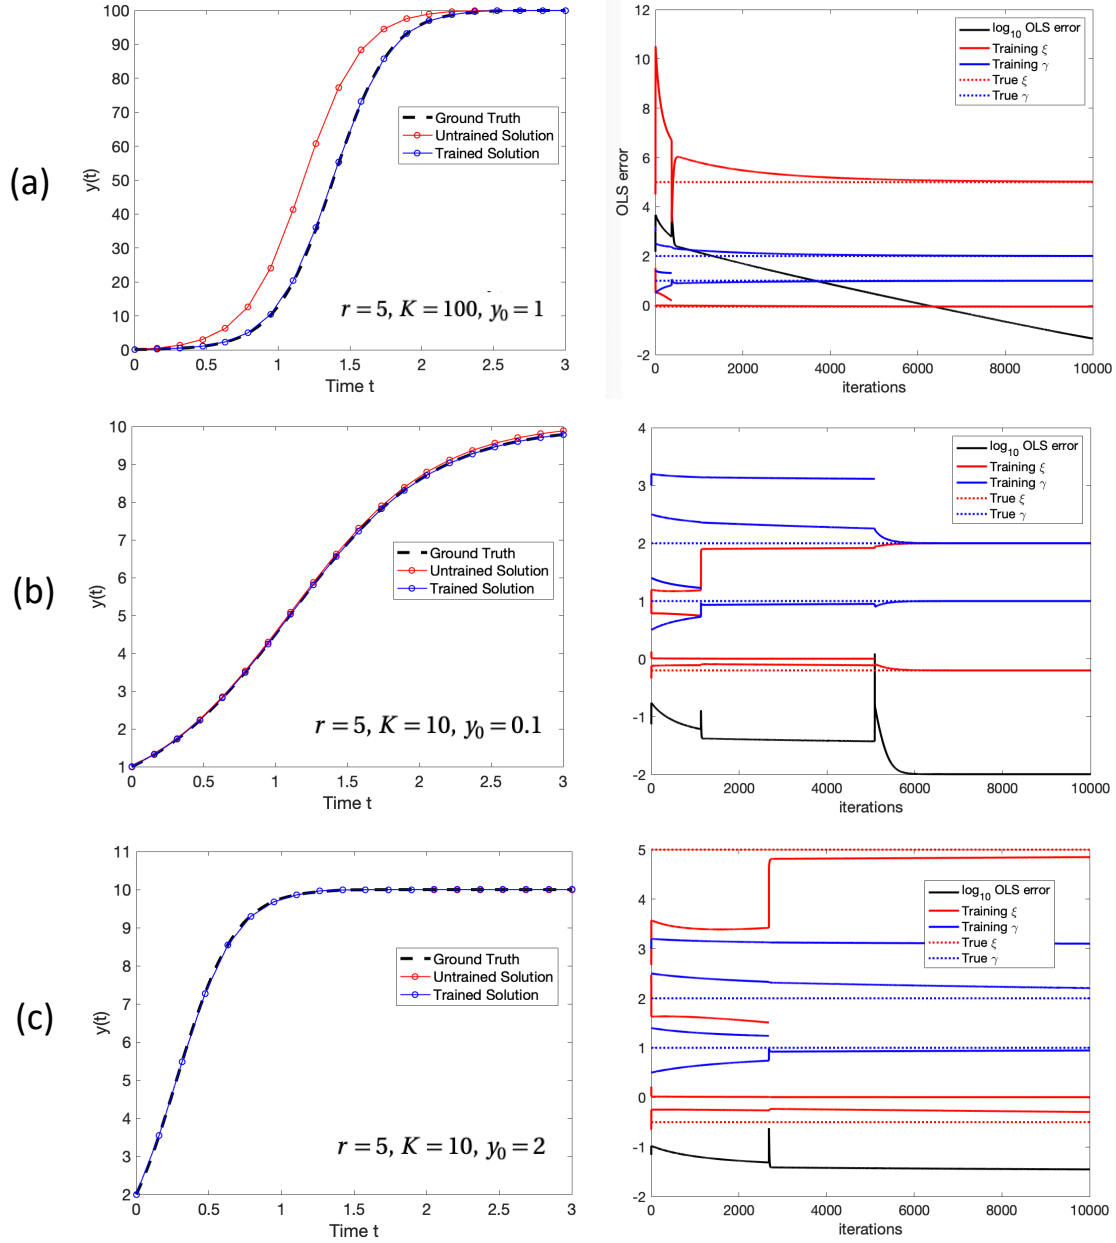 (a)
y(t)
100
90
80
70
60
50
40
30
20
10
0
0 0.5 1 1.5 2 2.5 3
Time t
Ground Truth
Untrained Solution
Trained Solution
r = 5, K = 100, y₀ = 1
OLS error
12
10
8
6
4
2
0
-2
0 2000 4000 6000 8000 10000
iterations
log₁₀ OLS error
Training ξ
Training γ
True ξ
True γ
(b)
y(t)
10
9
8
7
6
5
4
3
2
1
0 0.5 1 1.5 2 2.5 3
Time t
Ground Truth
Untrained Solution
Trained Solution
r = 5, K = 10, y₀ = 0.1
4
3
2
1
0
-1
-2
0 2000 4000 6000 8000 10000
iterations
log₁₀ OLS error
Training ξ
Training γ
True ξ
True γ
(c)
y(t)
11
10
9
8
7
6
5
4
3
2
0 0.5 1 1.5 2 2.5 3
Time t
Ground Truth
Untrained Solution
Trained Solution
r = 5, K = 10, y₀ = 2
5
4
3
2
1
0
-1
-2
0 2000 4000 6000 8000 10000
iterations
log₁₀ OLS error
Training ξ
Training γ
True ξ
True γ